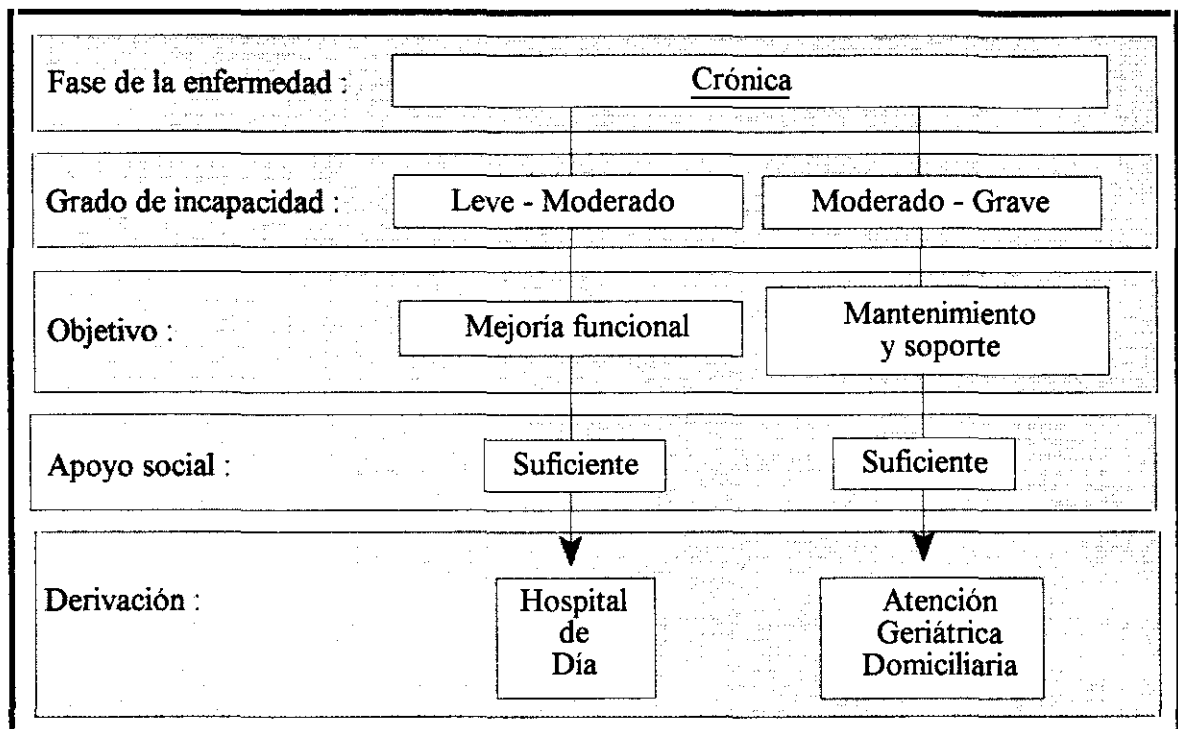 Fase de la enfermedad :
Crónica
Grado de incapacidad :
Leve - Moderado
Moderado - Grave
Objetivo :
Mejoría funcional
Mantenimiento
y soporte
Apoyo social :
Suficiente
Suficiente
Derivación :
Hospital
de
Día
Atención
Geriátrica
Domiciliaria